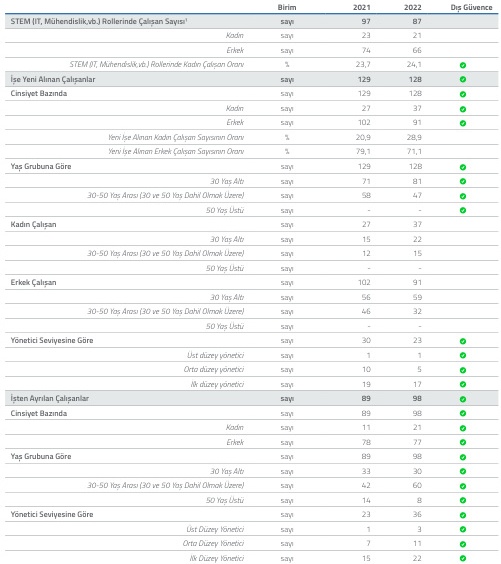 Birim 2021 2022 Dış Güvence
STEM (IT, Mühendislik,vb.) Rollerinde Çalışan Sayısı¹ sayı 97 87
Kadın sayı 23 21
Erkek sayı 74 66
STEM (IT, Mühendislik,vb.) Rollerinde Kadın Çalışan Oranı % 23,7 24,1
İşe Yeni Alınan Çalışanlar sayı 129 128
Cinsiyet Bazında sayı 129 128
Kadın sayı 27 37
Erkek sayı 102 91
Yeni İşe Alınan Kadın Çalışan Sayısının Oranı % 20,9 28,9
Yeni İşe Alınan Erkek Çalışan Sayısının Oranı % 79,1 71,1
Yaş Grubuna Göre sayı 129 128
30 Yaş Altı sayı 71 81
30-50 Yaş Arası (30 ve 50 Yaş Dahil Olmak Üzere) sayı 58 47
50 Yaş Üstü sayı - -
Kadın Çalışan sayı 27 37
30 Yaş Altı sayı 15 22
30-50 Yaş Arası (30 ve 50 Yaş Dahil Olmak Üzere) sayı 12 15
50 Yaş Üstü sayı - -
Erkek Çalışan sayı 102 91
30 Yaş Altı sayı 56 59
30-50 Yaş Arası (30 ve 50 Yaş Dahil Olmak Üzere) sayı 46 32
50 Yaş Üstü sayı - -
Yönetici Seviyesine Göre sayı 30 23
Üst düzey yönetici sayı 1 1
Orta düzey yönetici sayı 10 5
İlk düzey yönetici sayı 19 17
İşten Ayrılan Çalışanlar sayı 89 98
Cinsiyet Bazında sayı 89 98
Kadın sayı 11 21
Erkek sayı 78 77
Yaş Grubuna Göre sayı 89 98
30 Yaş Altı sayı 33 30
30-50 Yaş Arası (30 ve 50 Yaş Dahil Olmak Üzere) sayı 42 60
50 Yaş Üstü sayı 14 8
Yönetici Seviyesine Göre sayı 23 36
Üst Düzey Yönetici sayı 1 3
Orta Düzey Yönetici sayı 7 11
İlk Düzey Yönetici sayı 15 22